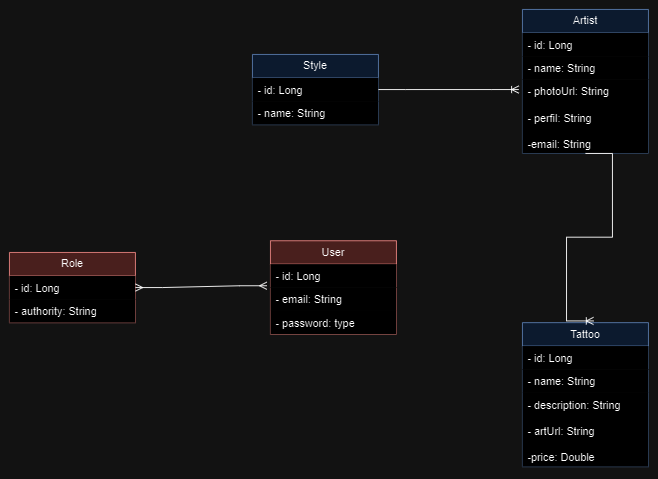 Artist
- id: Long
- name: String
- photoUrl: String
- perfil: String
-email: String
Style
- id: Long
- name: String
Role
- id: Long
- authority: String
User
- id: Long
- email: String
- password: type
Tattoo
- id: Long
- name: String
- description: String
- artUrl: String
-price: Double